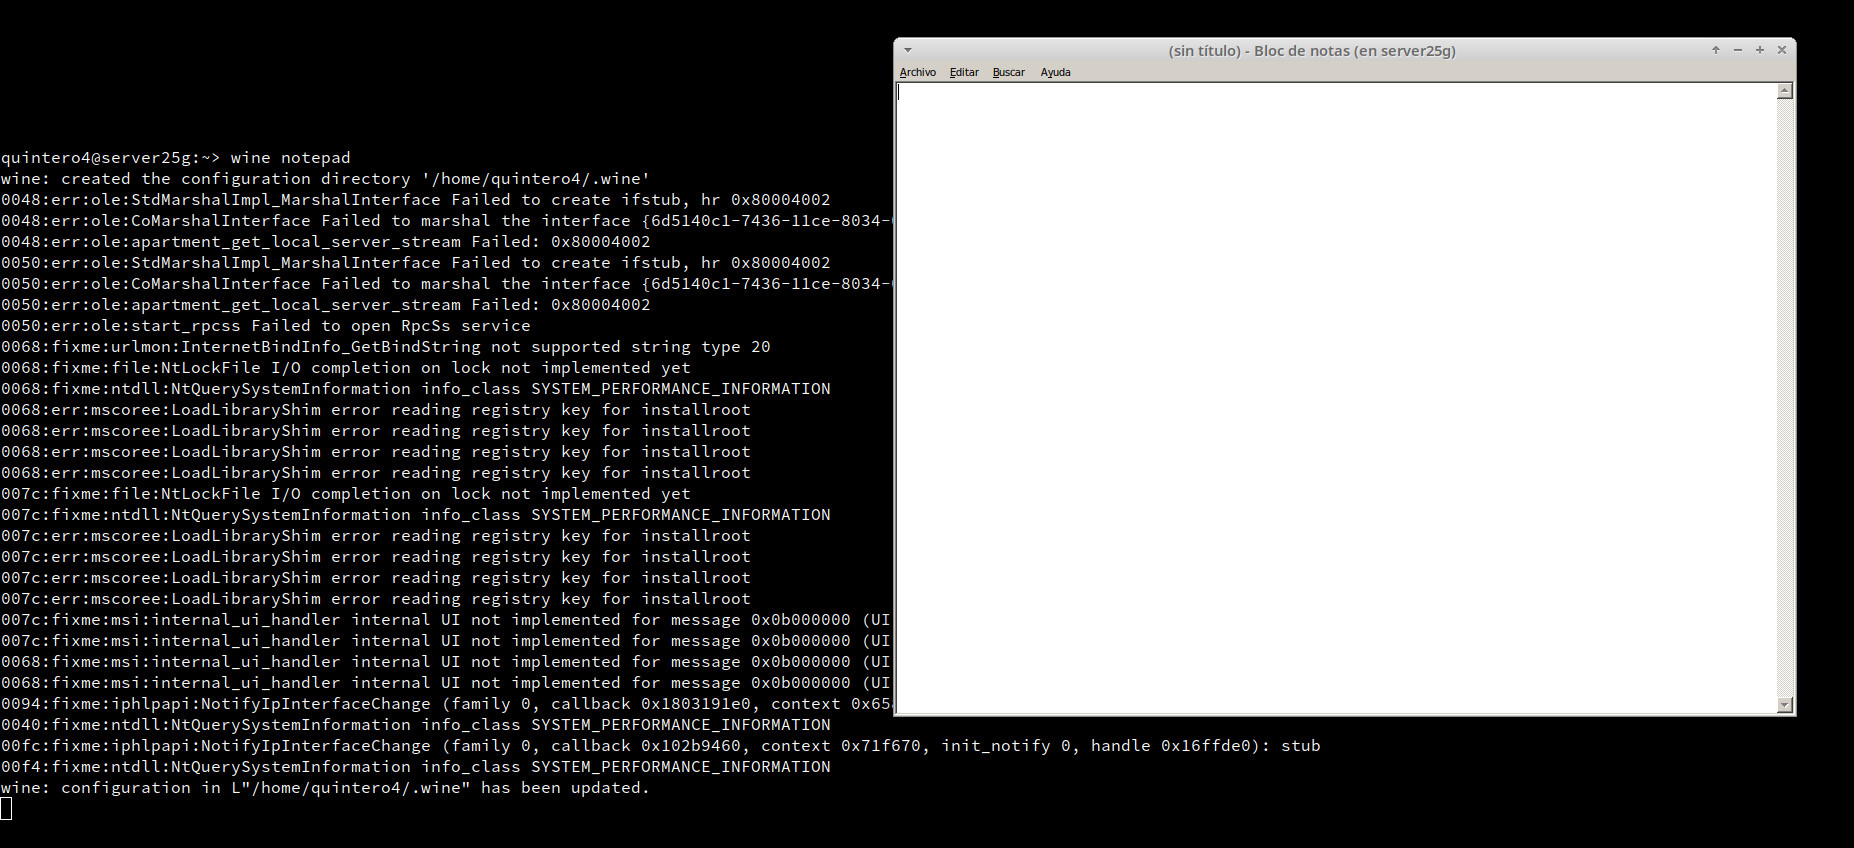 (sin título) - Bloc de notas (en server25g)
Archivo Editar Buscar Ayuda
quintero4@server25g:~> wine notepad
wine: created the configuration directory '/home/quintero4/.wine'
0048:err:ole:StdMarshalImpl_MarshalInterface Failed to create ifstub, hr 0x80004002
0048:err:ole:CoMarshalInterface Failed to marshal the interface {6d5140c1-7436-11ce-8034-
0048:err:ole:apartment_get_local_server_stream Failed: 0x80004002
0050:err:ole:StdMarshalImpl_MarshalInterface Failed to create ifstub, hr 0x80004002
0050:err:ole:CoMarshalInterface Failed to marshal the interface {6d5140c1-7436-11ce-8034-
0050:err:ole:apartment_get_local_server_stream Failed: 0x80004002
0050:err:ole:start_rpcss Failed to open RpcSs service
0068:fixme:urlmon:InternetBindInfo_GetBindString not supported string type 20
0068:fixme:file:NtLockFile I/O completion on lock not implemented yet
0068:fixme:ntdll:NtQuerySystemInformation info_class SYSTEM_PERFORMANCE_INFORMATION
0068:err:mscoree:LoadLibraryShim error reading registry key for installroot
0068:err:mscoree:LoadLibraryShim error reading registry key for installroot
0068:err:mscoree:LoadLibraryShim error reading registry key for installroot
0068:err:mscoree:LoadLibraryShim error reading registry key for installroot
007c:fixme:file:NtLockFile I/O completion on lock not implemented yet
007c:fixme:ntdll:NtQuerySystemInformation info_class SYSTEM_PERFORMANCE_INFORMATION
007c:err:mscoree:LoadLibraryShim error reading registry key for installroot
007c:err:mscoree:LoadLibraryShim error reading registry key for installroot
007c:err:mscoree:LoadLibraryShim error reading registry key for installroot
007c:err:mscoree:LoadLibraryShim error reading registry key for installroot
007c:fixme:msi:internal_ui_handler internal UI not implemented for message 0x0b000000 (UI
007c:fixme:msi:internal_ui_handler internal UI not implemented for message 0x0b000000 (UI
0068:fixme:msi:internal_ui_handler internal UI not implemented for message 0x0b000000 (UI
0068:fixme:msi:internal_ui_handler internal UI not implemented for message 0x0b000000 (UI
0094:fixme:iphlpapi:NotifyIpInterfaceChange (family 0, callback 0x1803191e0, context 0x65
0040:fixme:ntdll:NtQuerySystemInformation info_class SYSTEM_PERFORMANCE_INFORMATION
00fc:fixme:iphlpapi:NotifyIpInterfaceChange (family 0, callback 0x102b9460, context 0x71f670, init_notify 0, handle 0x16ffde0): stub
00f4:fixme:ntdll:NtQuerySystemInformation info_class SYSTEM_PERFORMANCE_INFORMATION
wine: configuration in L"/home/quintero4/.wine" has been updated.